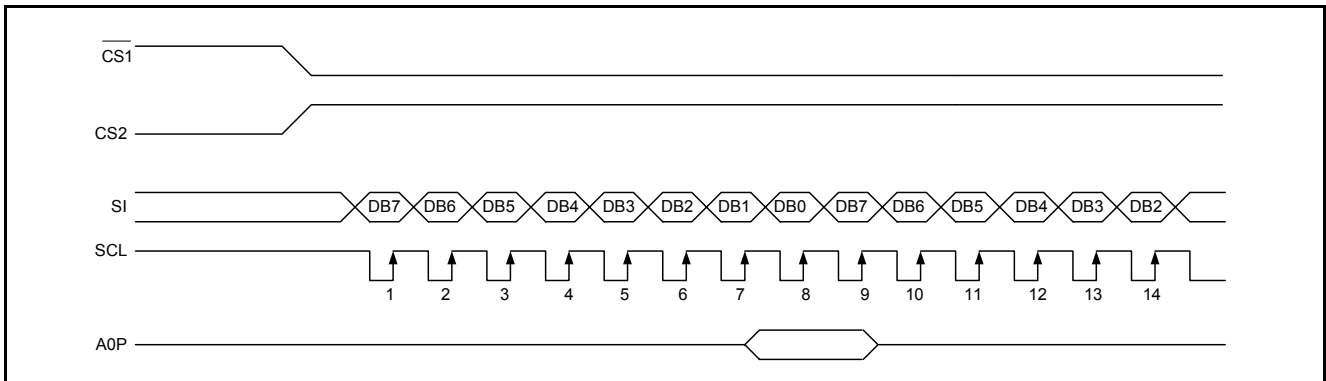 CS1
CS2
SI DB7 DB6 DB5 DB4 DB3 DB2 DB1 DB0 DB7 DB6 DB5 DB4 DB3 DB2
SCL
1 2 3 4 5 6 7 8 9 10 11 12 13 14
A0P